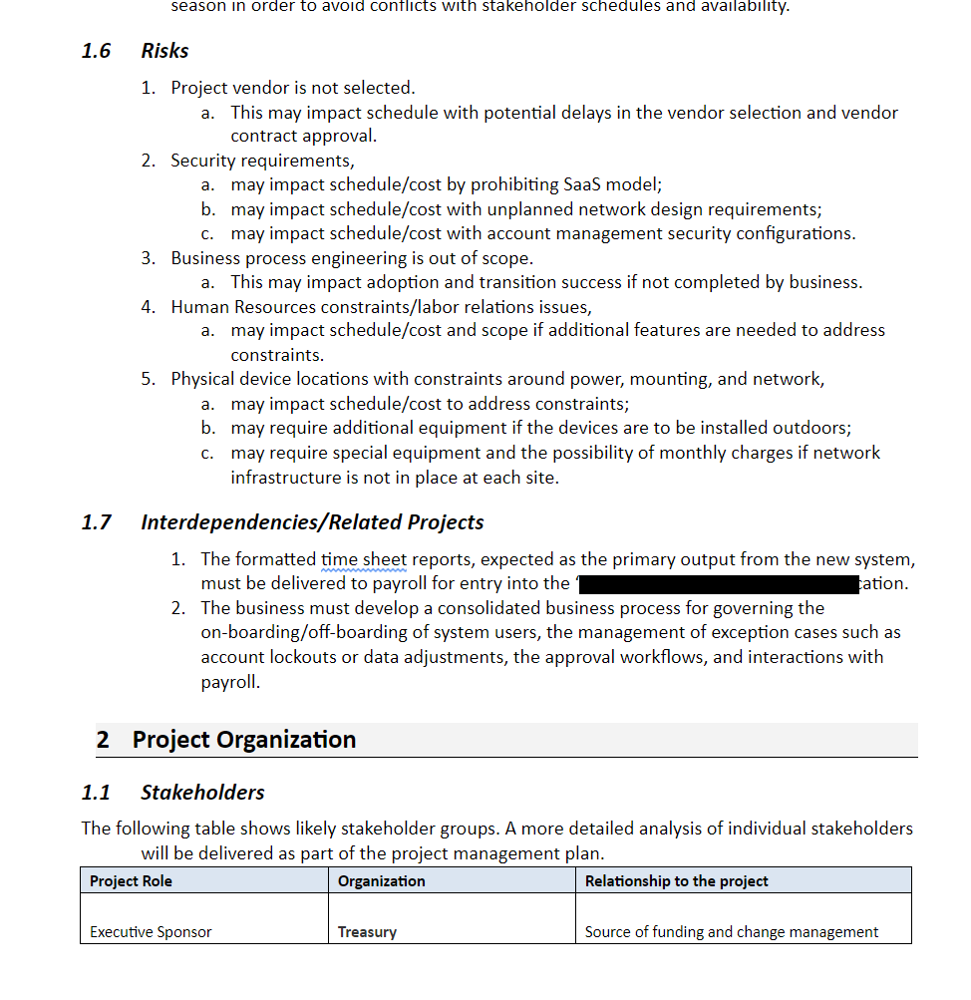 season in order to avoid conflicts with stakeholder schedules and availability.
1.6 Risks
1. Project vendor is not selected.
a. This may impact schedule with potential delays in the vendor selection and vendor
contract approval.
2. Security requirements,
a. may impact schedule/cost by prohibiting SaaS model;
b. may impact schedule/cost with unplanned network design requirements;
c. may impact schedule/cost with account management security configurations.
3. Business process engineering is out of scope.
a. This may impact adoption and transition success if not completed by business.
4. Human Resources constraints/labor relations issues,
a. may impact schedule/cost and scope if additional features are needed to address
constraints.
5. Physical device locations with constraints around power, mounting, and network,
a. may impact schedule/cost to address constraints;
b. may require additional equipment if the devices are to be installed outdoors;
c. may require special equipment and the possibility of monthly charges if network
infrastructure is not in place at each site.
1.7 Interdependencies/Related Projects
1. The formatted time sheet reports, expected as the primary output from the new system,
must be delivered to payroll for entry into the
2. The business must develop a consolidated business process for governing the
on-boarding/off-boarding of system users, the management of exception cases such as
account lockouts or data adjustments, the approval workflows, and interactions with
payroll.
2 Project Organization
1.1 Stakeholders
The following table shows likely stakeholder groups. A more detailed analysis of individual stakeholders
will be delivered as part of the project management plan.
Project Role Organization Relationship to the project
Executive Sponsor Treasury Source of funding and change management